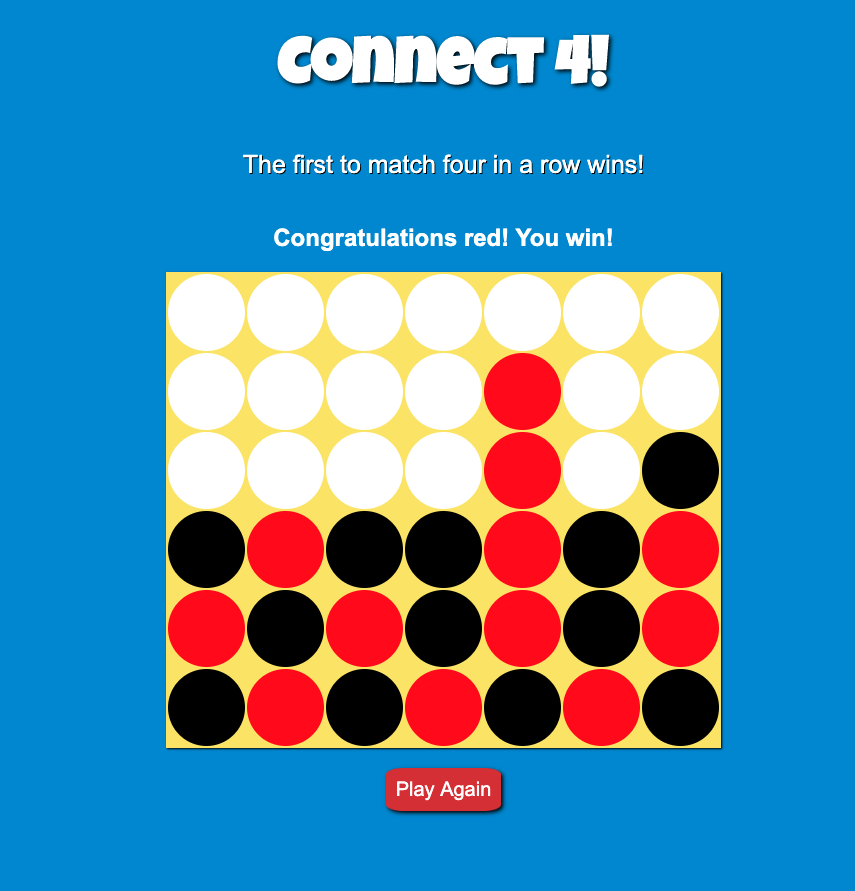 Connect 4!
The first to match four in a row wins!
Congratulations red! You win!
Play Again